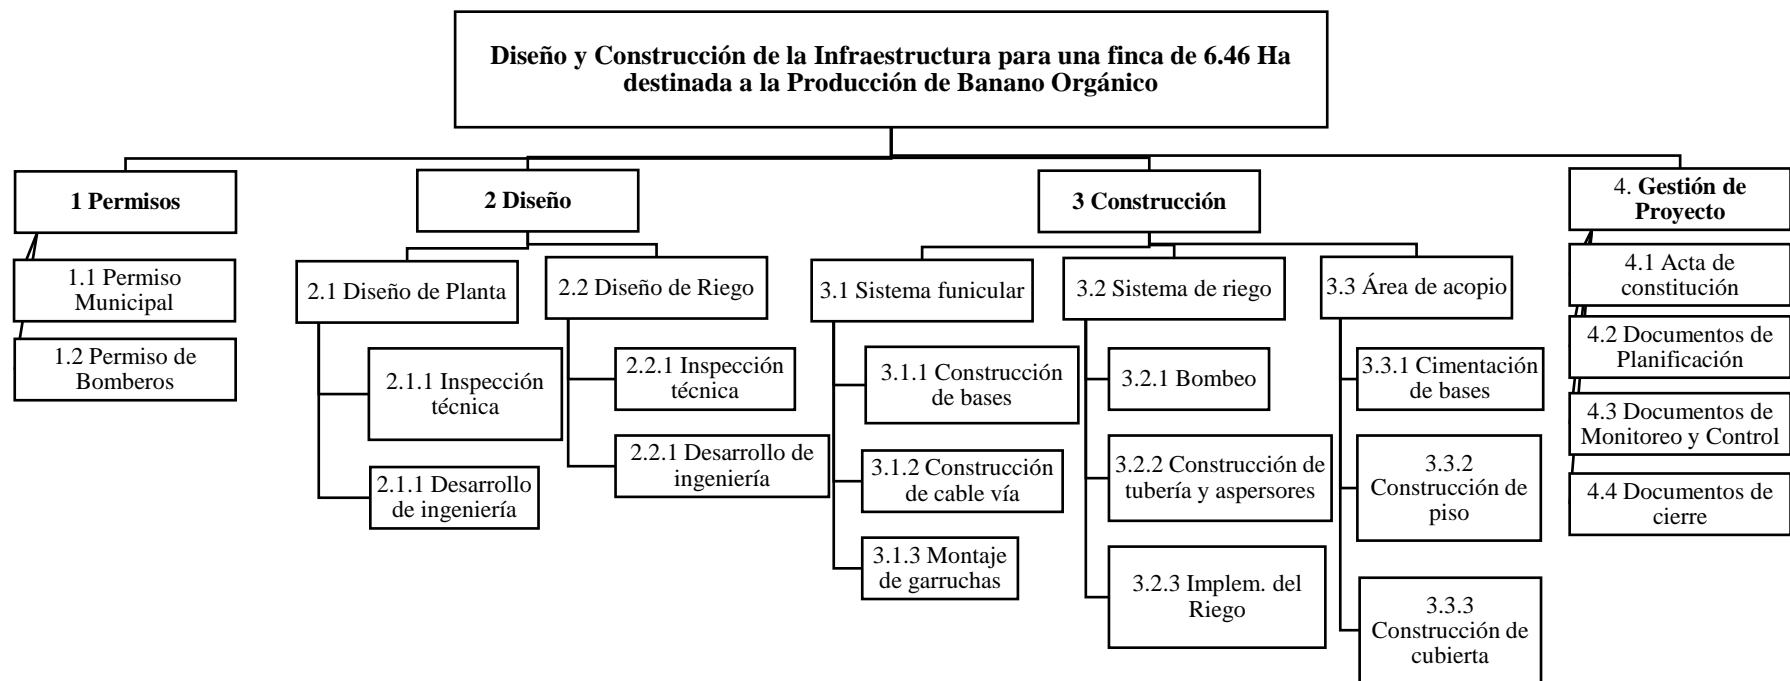 Diseño y Construcción de la Infraestructura para una finca de 6.46 Ha
destinada a la Producción de Banano Orgánico
1 Permisos
1.1 Permiso
Municipal
1.2 Permiso de
Bomberos
2 Diseño
2.1 Diseño de Planta
2.1.1 Inspección
técnica
2.1.1 Desarrollo
de ingeniería
2.2 Diseño de Riego
2.2.1 Inspección
técnica
2.2.1 Desarrollo de
ingeniería
3 Construcción
3.1 Sistema funicular
3.1.1 Construcción
de bases
3.1.2 Construcción
de cable vía
3.1.3 Montaje
de garruchas
3.2 Sistema de riego
3.2.1 Bombeo
3.2.2 Construcción de
tubería y aspersores
3.2.3 Implem. del
Riego
3.3 Área de acopio
3.3.1 Cimentación
de bases
3.3.2
Construcción de
piso
3.3.3
Construcción de
cubierta
4. Gestión de
Proyecto
4.1 Acta de
constitución
4.2 Documentos de
Planificación
4.3 Documentos de
Monitoreo y Control
4.4 Documentos de
cierre